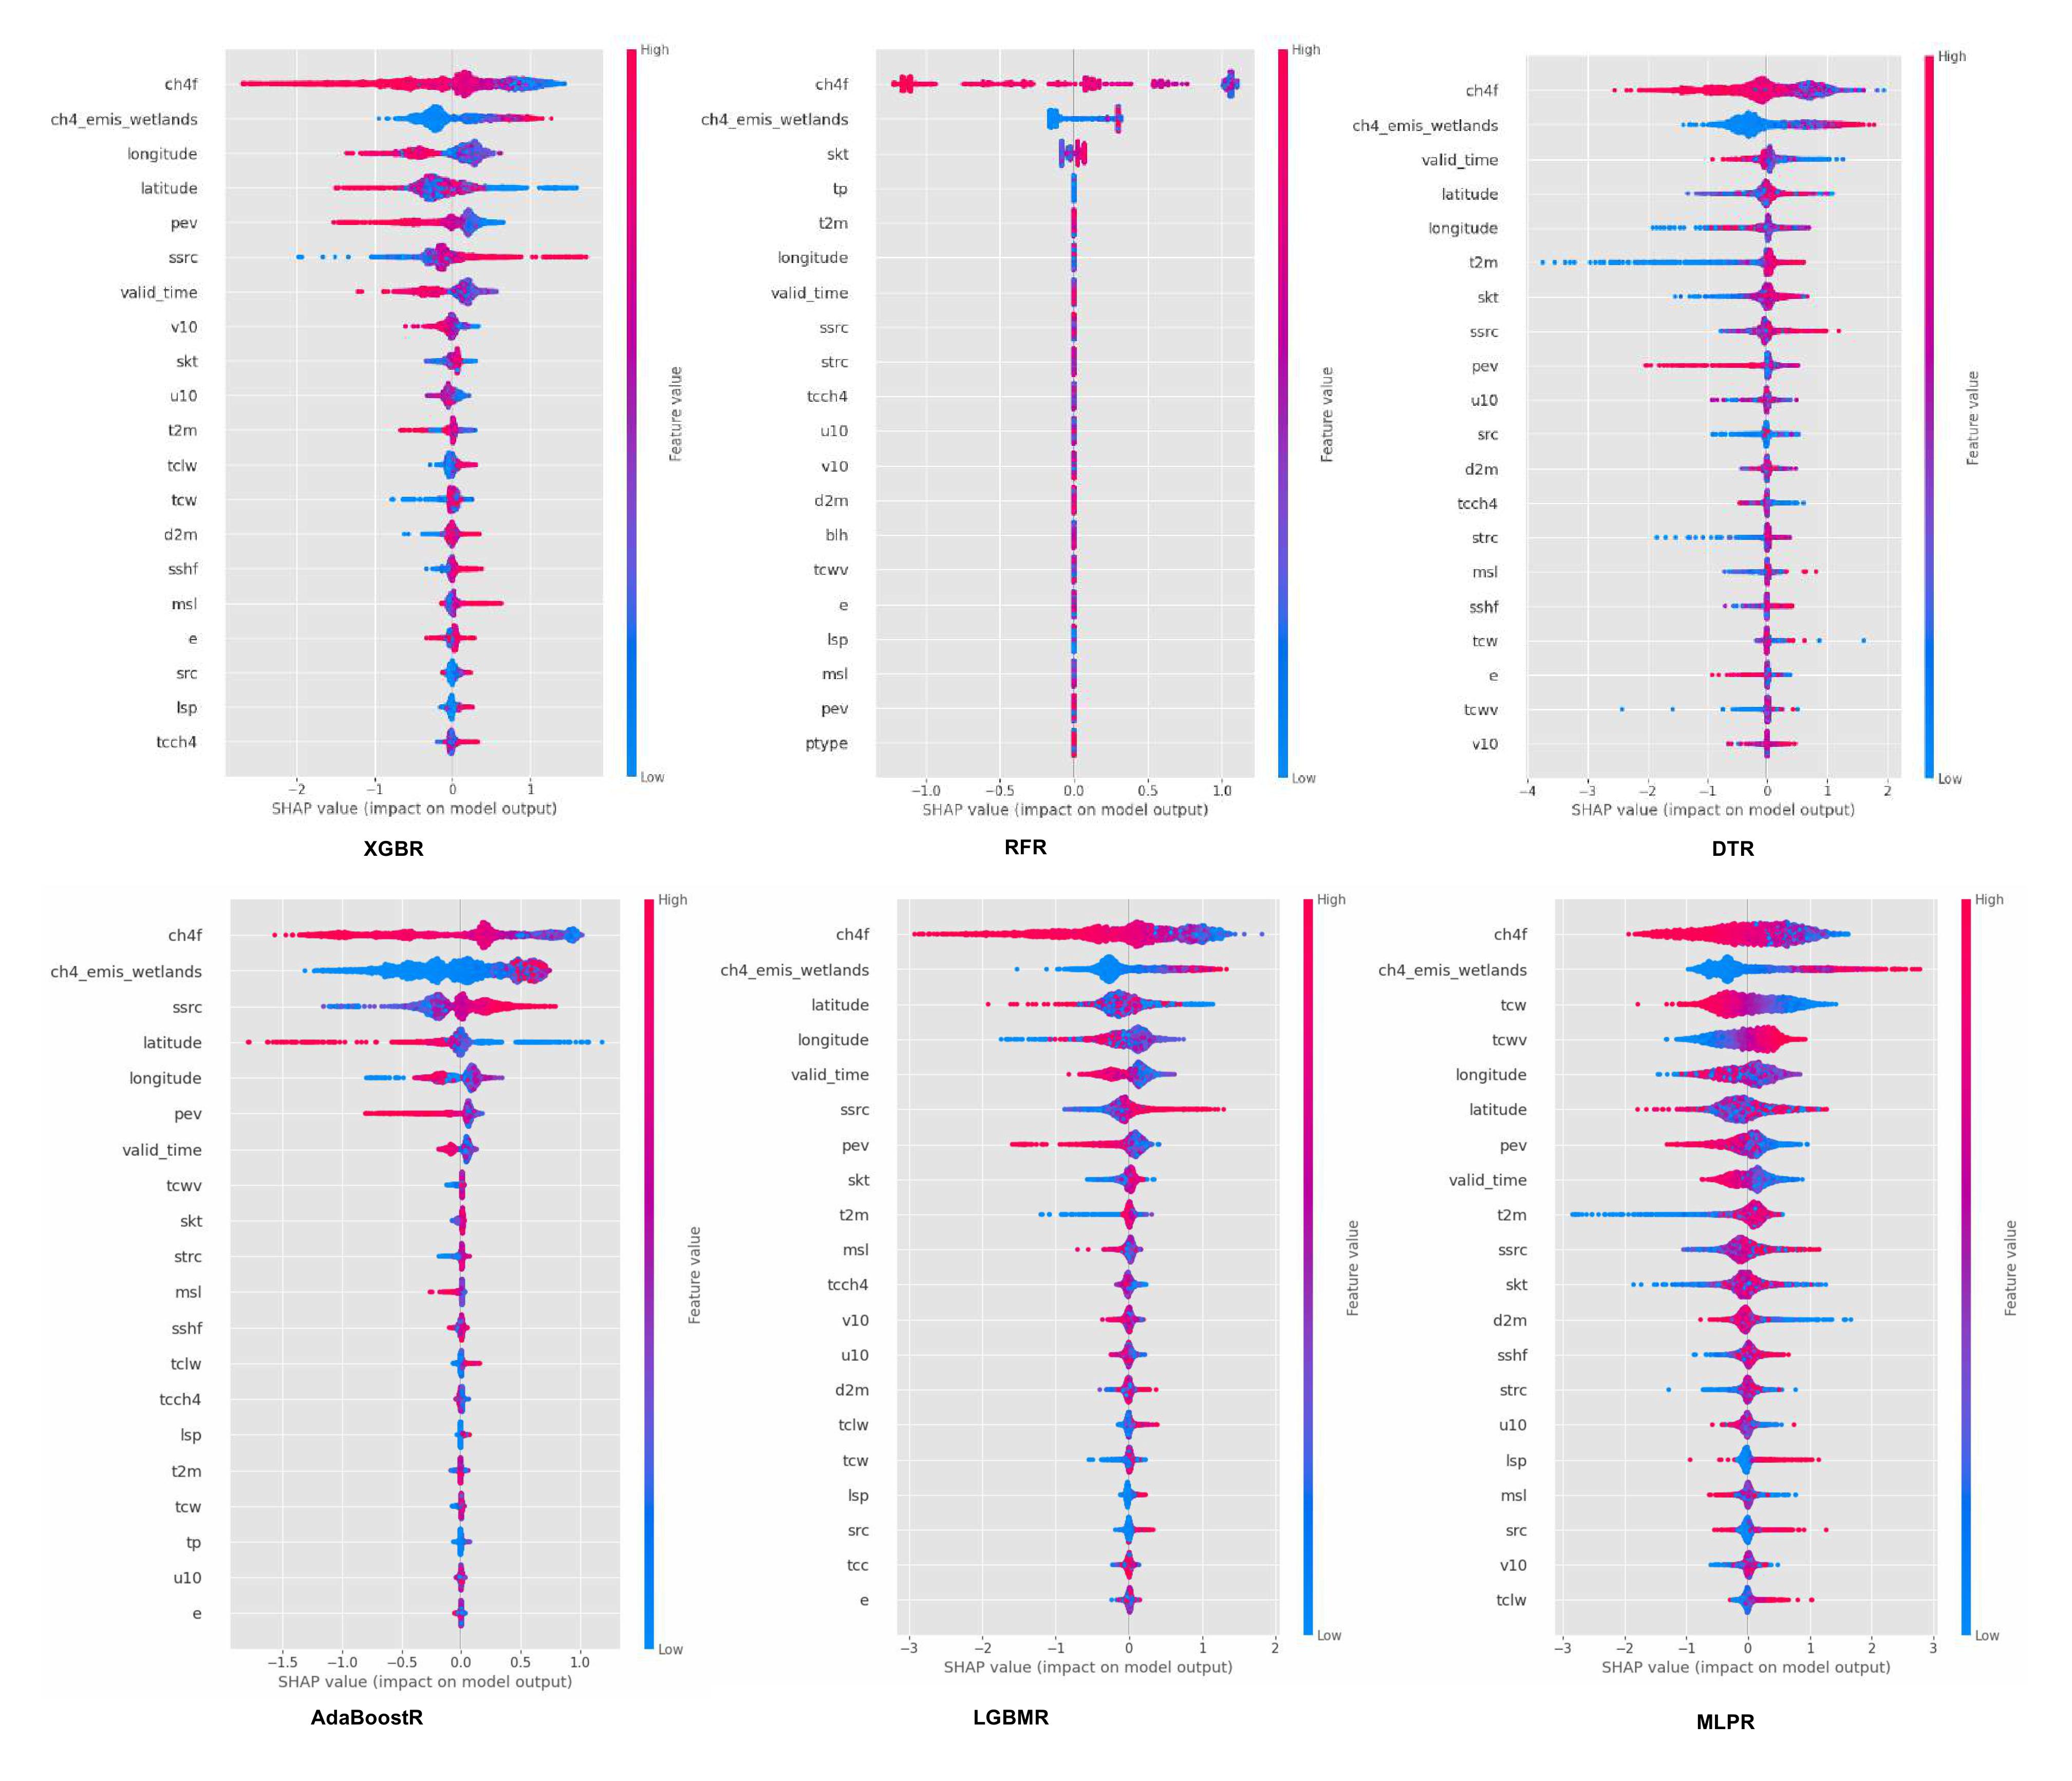 High
ch4f
ch4_emis_wetlands
longitude
latitude
pev
ssrc
valid_time
v10
skt
u10
t2m
tclw
tcw
d2m
sshf
msl
e
src
lsp
tcch4
Low
Feature value
−2 −1 0 1
SHAP value (impact on model output)
XGBR
High
ch4f
ch4_emis_wetlands
skt
tp
t2m
longitude
valid_time
ssrc
strc
tcch4
u10
v10
d2m
blh
tcwv
e
lsp
msl
pev
ptype
Low
Feature value
−1.0 −0.5 0.0 0.5 1.0
SHAP value (impact on model output)
RFR
High
ch4f
ch4_emis_wetlands
valid_time
latitude
longitude
t2m
skt
ssrc
pev
u10
src
d2m
tcch4
strc
msl
sshf
tcw
e
tcwv
v10
Low
Feature value
−4 −3 −2 −1 0 1 2
SHAP value (impact on model output)
DTR
High
ch4f
ch4_emis_wetlands
ssrc
latitude
longitude
pev
valid_time
tcwv
skt
strc
msl
sshf
tclw
tcch4
lsp
t2m
tcw
tp
u10
e
Low
Feature value
−1.5 −1.0 −0.5 0.0 0.5 1.0
SHAP value (impact on model output)
AdaBoostR
High
ch4f
ch4_emis_wetlands
latitude
longitude
valid_time
ssrc
pev
skt
t2m
msl
tcch4
v10
u10
d2m
tclw
tcw
lsp
src
tcc
e
Low
Feature value
−3 −2 −1 0 1 2
SHAP value (impact on model output)
LGBMR
High
ch4f
ch4_emis_wetlands
tcw
tcwv
longitude
latitude
pev
valid_time
t2m
ssrc
skt
d2m
sshf
strc
u10
lsp
msl
src
v10
tclw
Low
Feature value
−3 −2 −1 0 1 2 3
SHAP value (impact on model output)
MLPR